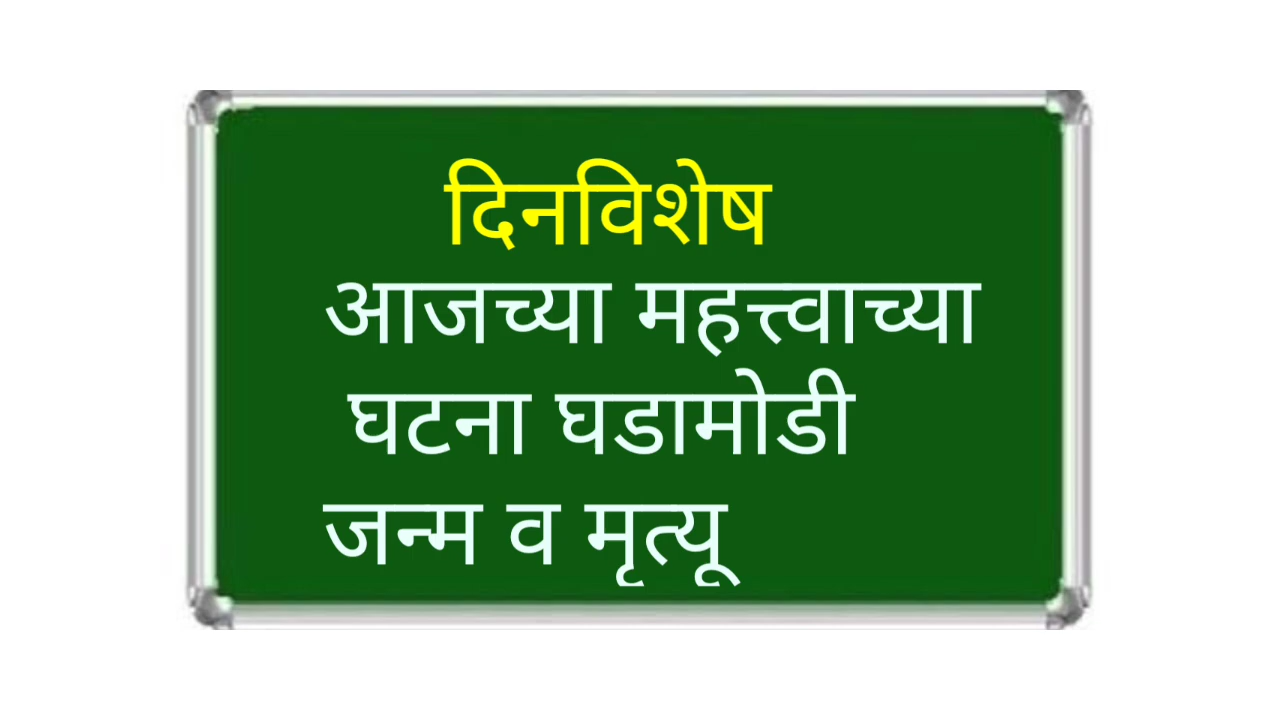 दिनविशेष
आजच्या महत्त्वाच्या
घटना घडामोडी
जन्म व मृत्यू